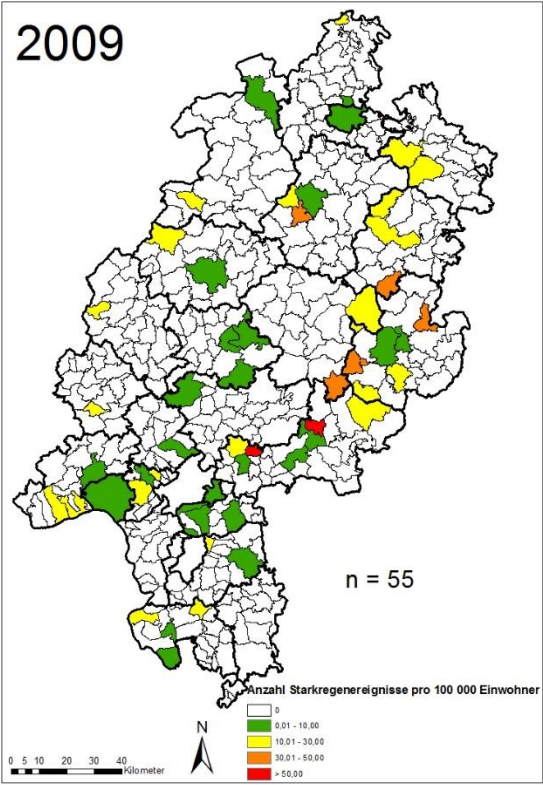 2009
n = 55
Anzahl Starkregenereignisse pro 100 000 Einwohner
0
0,01 - 10,00
10,01 - 30,00
30,01 - 50,00
> 50,00
N
0 5 10 20 30 40
Kilometer